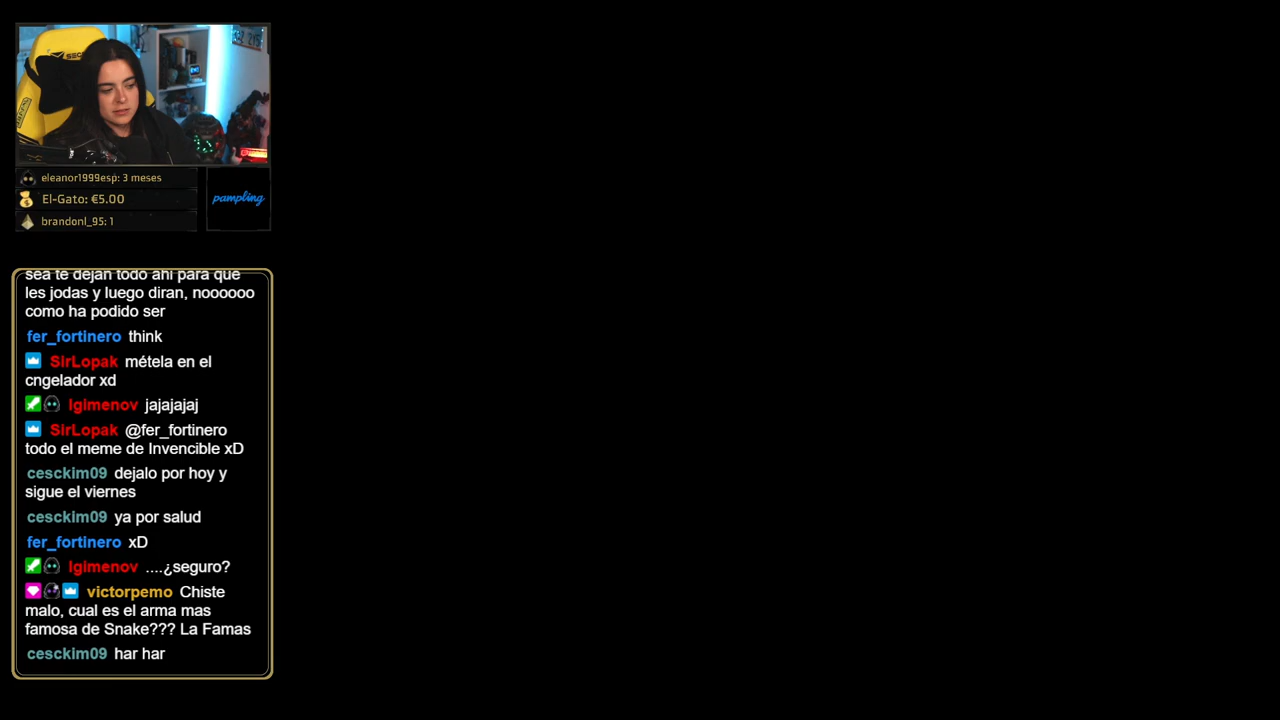 SEC
eleanor1999esp: 3 meses
El-Gato: €5.00
pampling
brandonl_95: 1
sea te dejan todo ahi para que
les jodas y luego diran, noooooo
como ha podido ser
fer_fortinero think
SirLopak métela en el
cngelador xd
Igimenov jajajajaj
SirLopak @fer_fortinero
todo el meme de Invencible xD
cesckim09 dejalo por hoy y
sigue el viernes
cesckim09 ya por salud
fer_fortinero xD
Igimenov ....¿seguro?
victorpemo Chiste
malo, cual es el arma mas
famosa de Snake??? La Famas
cesckim09 har har